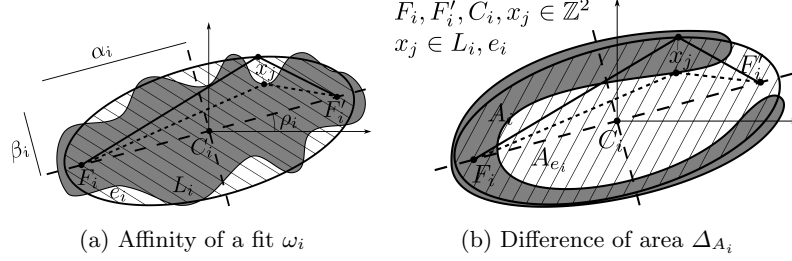 F_i, F'_i, C_i, x_j ∈ ℤ²
x_j ∈ L_i, e_i
α_i
β_i
x_j
F'_i
ρ_i
C_i
F_i
L_i
e_i
x_j
F'_i
A_i
C_i
A_{e_i}
F_i
(a) Affinity of a fit ω_i
(b) Difference of area Δ_{A_i}